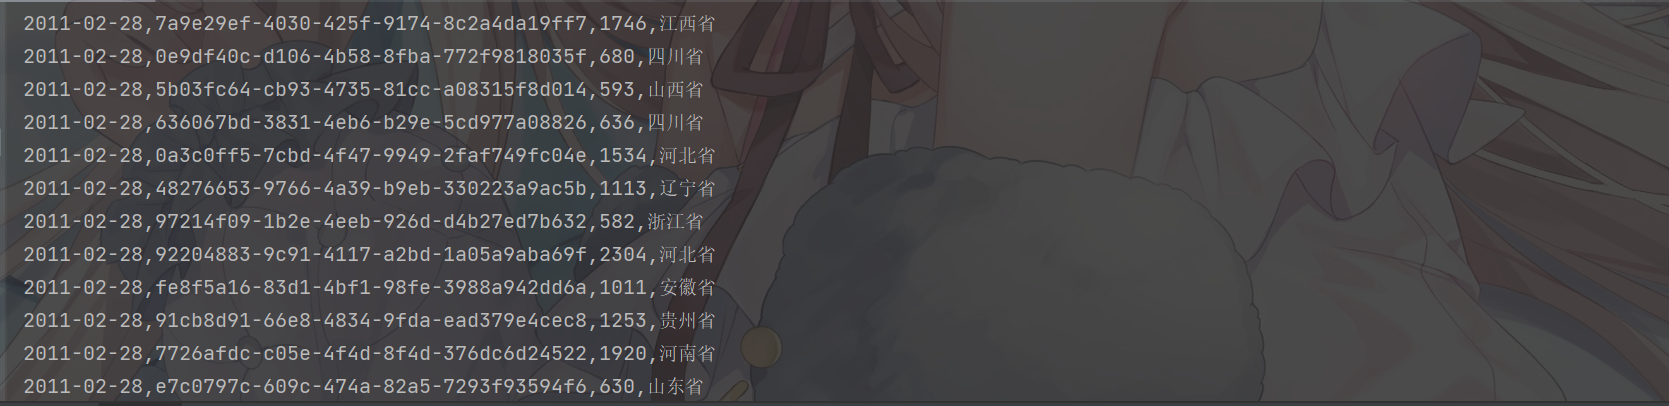 2011-02-28,7a9e29ef-4030-425f-9174-8c2a4da19ff7,1746,江西省
2011-02-28,0e9df40c-d106-4b58-8fba-772f9818035f,680,四川省
2011-02-28,5b03fc64-cb93-4735-81cc-a08315f8d014,593,山西省
2011-02-28,636067bd-3831-4eb6-b29e-5cd977a08826,636,四川省
2011-02-28,0a3c0ff5-7cbd-4f47-9949-2faf749fc04e,1534,河北省
2011-02-28,48276653-9766-4a39-b9eb-330223a9ac5b,1113,辽宁省
2011-02-28,97214f09-1b2e-4eeb-926d-d4b27ed7b632,582,浙江省
2011-02-28,92204883-9c91-4117-a2bd-1a05a9aba69f,2304,河北省
2011-02-28,fe8f5a16-83d1-4bf1-98fe-3988a942dd6a,1011,安徽省
2011-02-28,91cb8d91-66e8-4834-9fda-ead379e4cec8,1253,贵州省
2011-02-28,7726afdc-c05e-4f4d-8f4d-376dc6d24522,1920,河南省
2011-02-28,e7c0797c-609c-474a-82a5-7293f93594f6,630,山东省